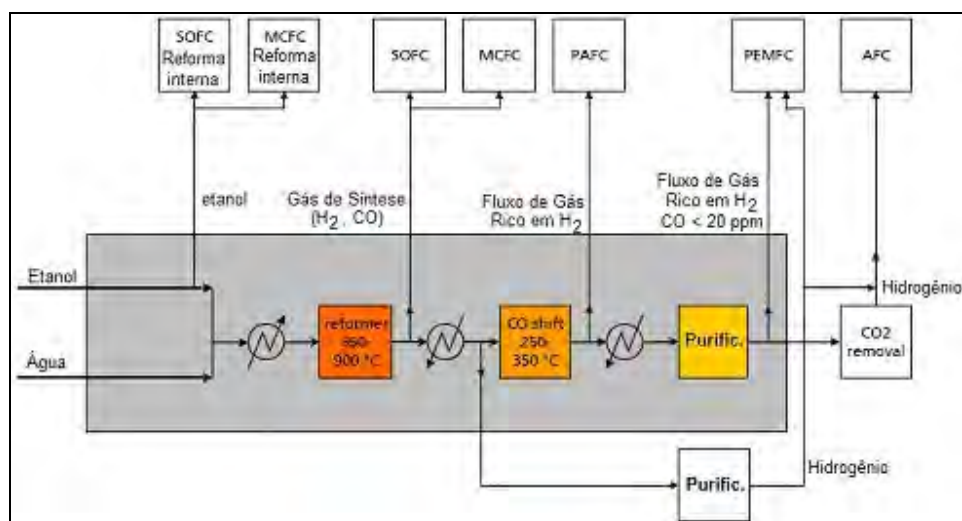 SOFC
Reforma
interna
MCFC
Reforma
interna
SOFC
MCFC
PAFC
PEMFC
AFC
etanol
Gás de Síntese
(H2 , CO)
Fluxo de Gás
Rico em H2
Fluxo de Gás
Rico em H2
CO < 20 ppm
Etanol
Água
reformer
900 °C
CO shift
250-
350 °C
Purific.
CO2
removal
Hidrogênio
Purific.
Hidrogênio